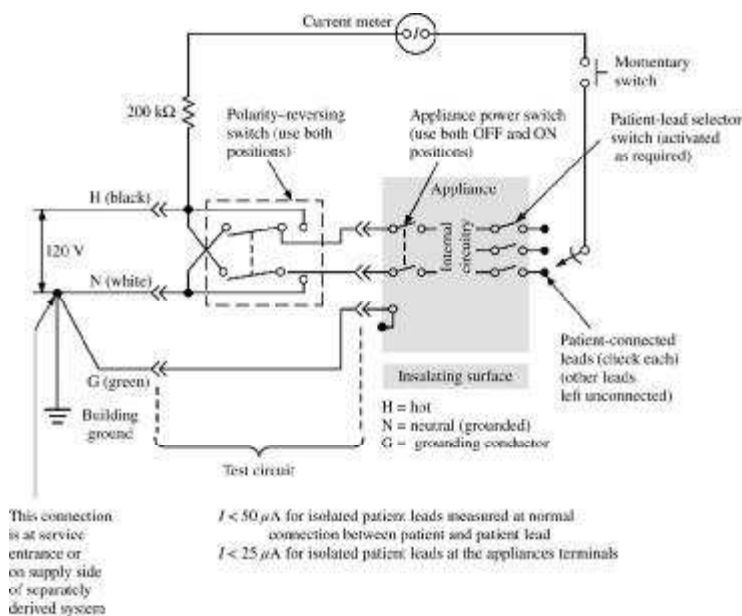 Current meter
Momentary
switch
200 kΩ
Polarity–reversing
switch (use both
positions)
Appliance power switch
(use both OFF and ON
positions)
Patient-lead selector
switch (activated
as required)
H (black)
Appliance
120 V
Internal
circuitry
N (white)
Patient-connected
leads (check each)
(other leads
left unconnected)
G (green)
Insulating surface
Building
ground
H = hot
N = neutral (grounded)
G = grounding conductor
Test circuit
This connection
is at service
entrance or
on supply side
of separately
derived system
I < 50 μA for isolated patient leads measured at normal
connection between patient and patient lead
I < 25 μA for isolated patient leads at the appliances terminals